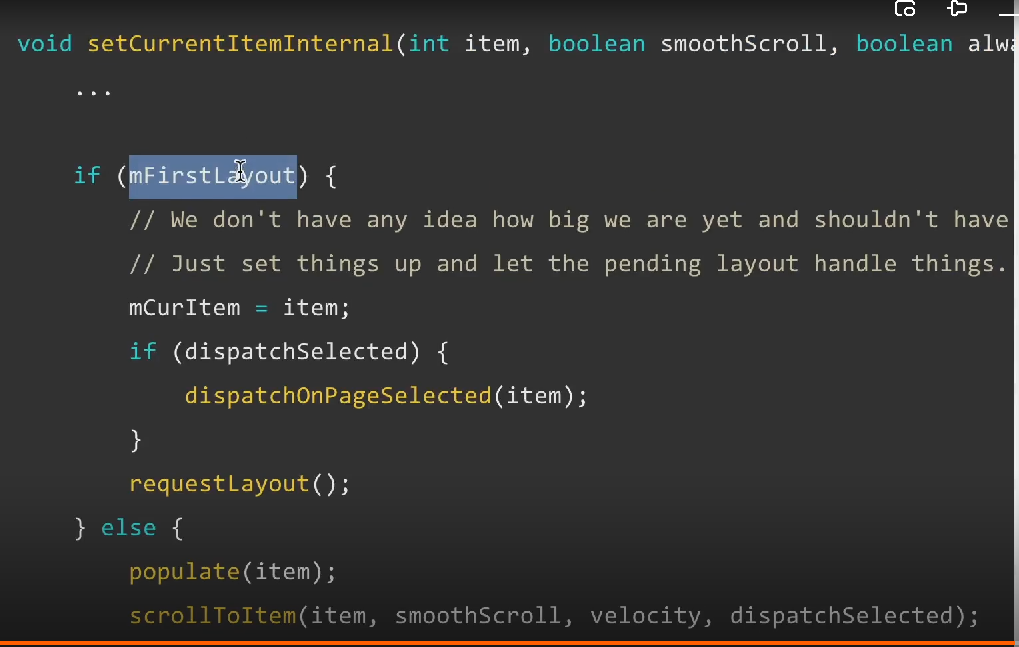 void setCurrentItemInternal(int item, boolean smoothScroll, boolean alwa
...
if (mFirstLayout) {
// We don't have any idea how big we are yet and shouldn't have
// Just set things up and let the pending layout handle things.
mCurItem = item;
if (dispatchSelected) {
dispatchOnPageSelected(item);
}
requestLayout();
} else {
populate(item);
scrollToItem(item, smoothScroll, velocity, dispatchSelected);